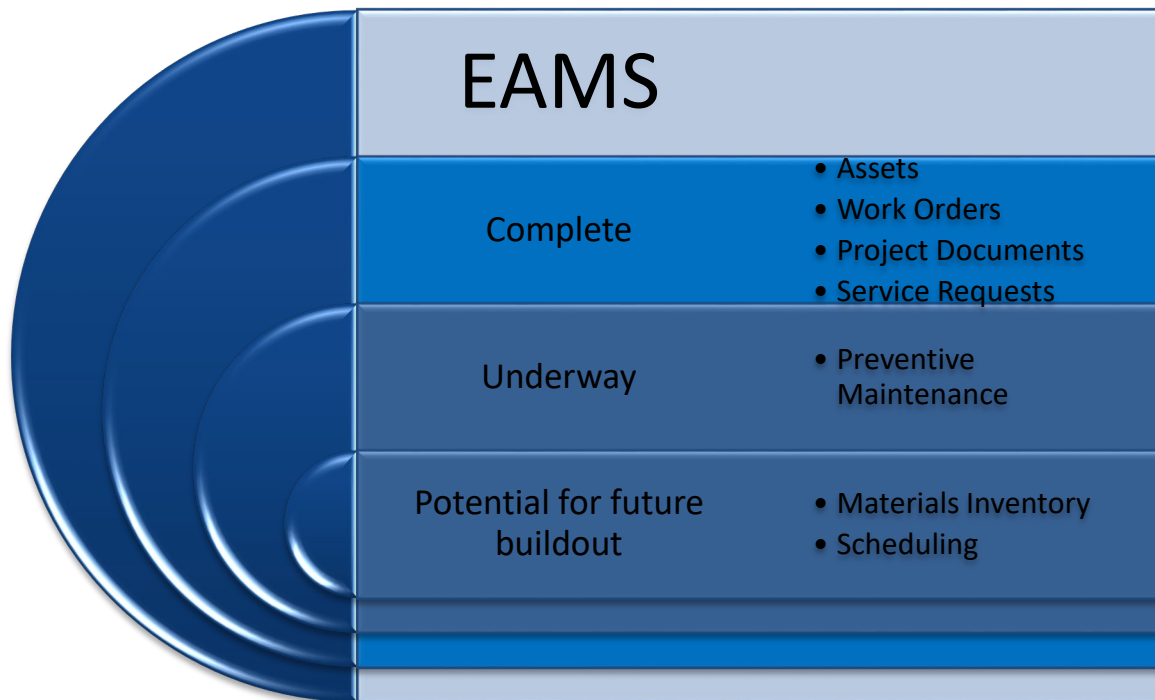 EAMS
Complete
• Assets
• Work Orders
• Project Documents
• Service Requests
Underway
• Preventive
Maintenance
Potential for future
buildout
• Materials Inventory
• Scheduling